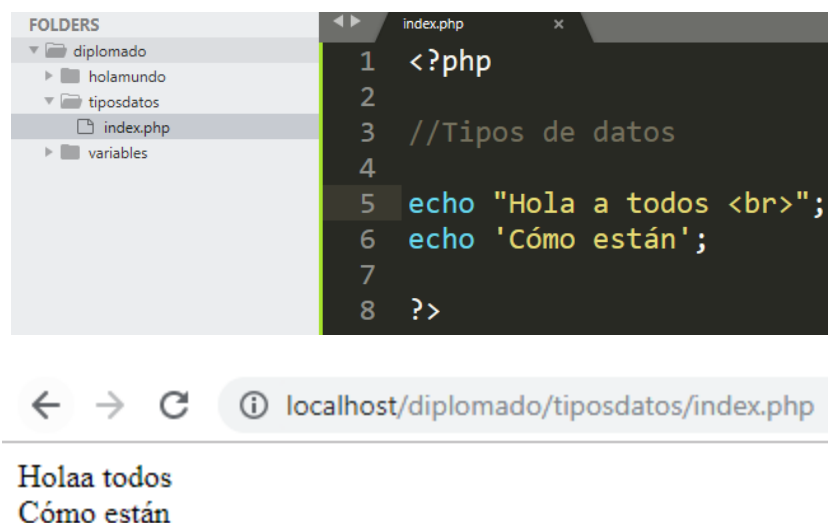 FOLDERS
diplomado
holamundo
tiposdatos
index.php
variables
index.php ×
1 <?php
2
3 //Tipos de datos
4
5 echo "Hola a todos <br>";
6 echo 'Cómo están';
7
8 ?>
localhost/diplomado/tiposdatos/index.php
Holaa todos
Cómo están